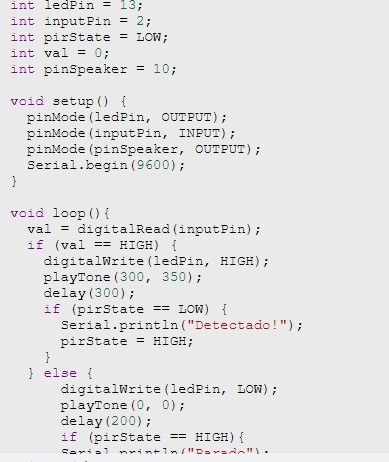 int ledPin = 13;
int inputPin = 2;
int pirState = LOW;
int val = 0;
int pinSpeaker = 10;
void setup() {
pinMode(ledPin, OUTPUT);
pinMode(inputPin, INPUT);
pinMode(pinSpeaker, OUTPUT);
Serial.begin(9600);
}
void loop(){
val = digitalRead(inputPin);
if (val == HIGH) {
digitalWrite(ledPin, HIGH);
playTone(300, 350);
delay(300);
if (pirState == LOW) {
Serial.println("Detectado!");
pirState = HIGH;
}
} else {
digitalWrite(ledPin, LOW);
playTone(0, 0);
delay(200);
if (pirState == HIGH){
Serial.println("Parado");